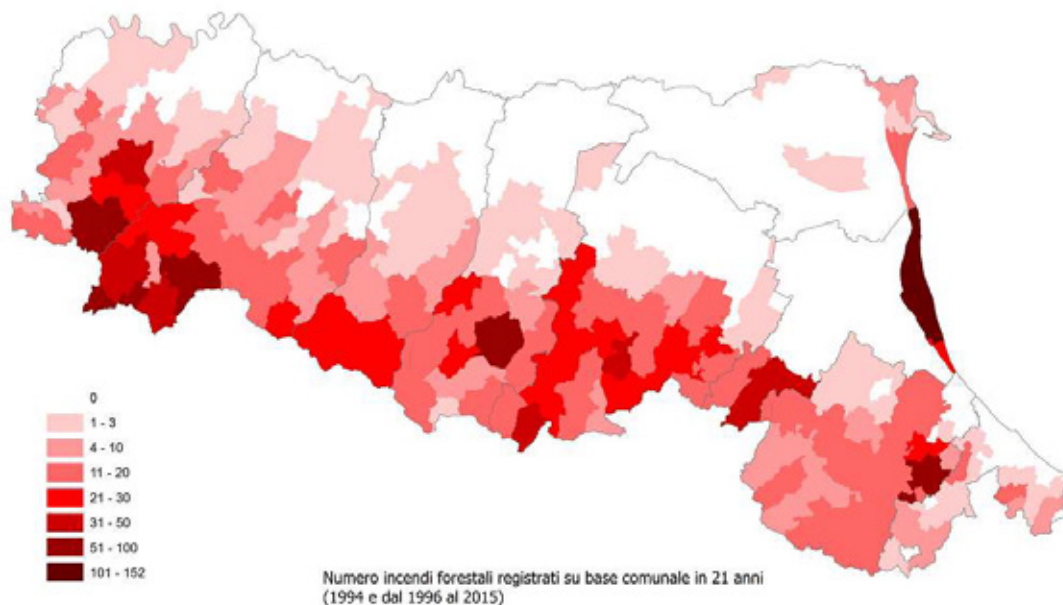 0
1 - 3
4 - 10
11 - 20
21 - 30
31 - 50
51 - 100
101 - 152
Numero incendi forestali registrati su base comunale in 21 anni
(1994 e dal 1996 al 2015)